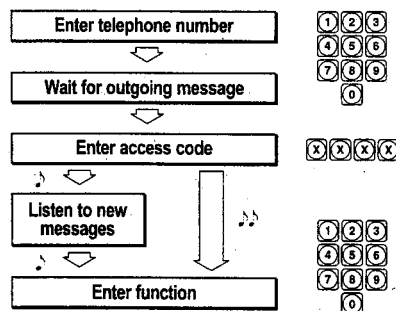 Enter telephone number
1 2 3
4 5 6
7 8 9
0
Wait for outgoing message
Enter access code
X X X X
Listen to new
messages
Enter function
1 2 3
4 5 6
7 8 9
0